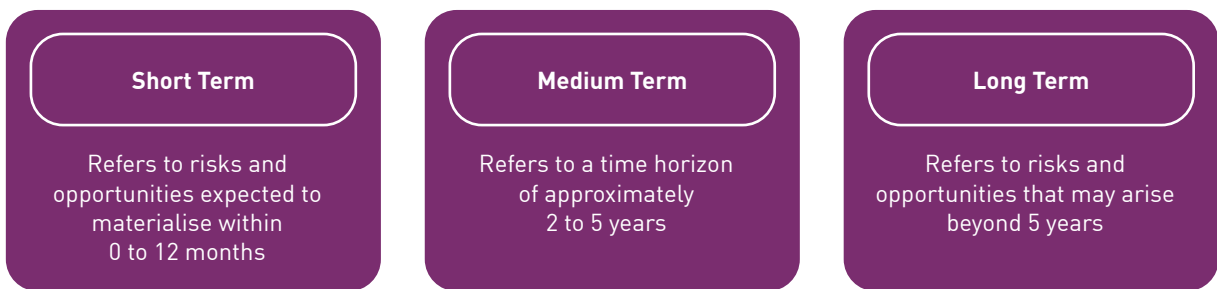 Short Term
Refers to risks and
opportunities expected to
materialise within
0 to 12 months
Medium Term
Refers to a time horizon
of approximately
2 to 5 years
Long Term
Refers to risks and
opportunities that may arise
beyond 5 years